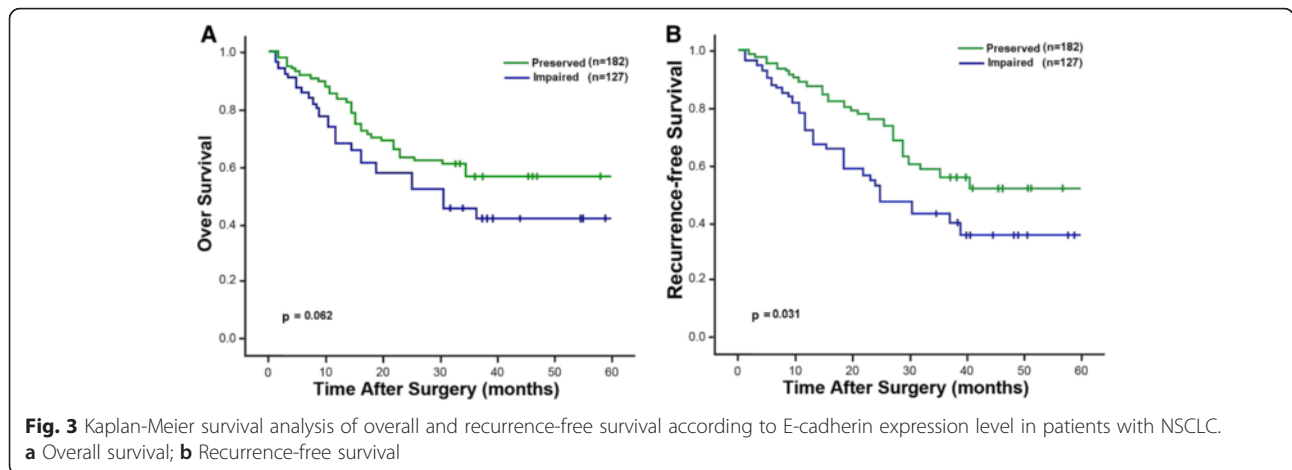 A
Over Survival
1.0
0.8
0.6
0.4
0.2
0.0
Preserved (n=182)
Impaired (n=127)
p = 0.062
0 10 20 30 40 50 60
Time After Surgery (months)
B
Recurrence-free Survival
1.0
0.8
0.6
0.4
0.2
0.0
Preserved (n=182)
Impaired (n=127)
p = 0.031
0 10 20 30 40 50 60
Time After Surgery (months)
Fig. 3 Kaplan-Meier survival analysis of overall and recurrence-free survival according to E-cadherin expression level in patients with NSCLC.
a Overall survival; b Recurrence-free survival